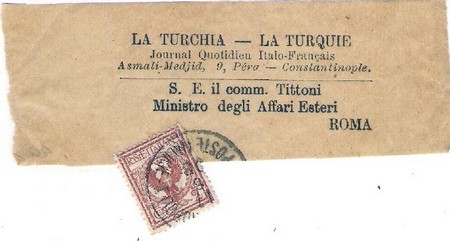 LA TURCHIA — LA TURQUIE
Journal Quotidien Italo-Français
Asmali-Medjid, 9, Péra — Constantinople.
S. E. il comm. Tittoni
Ministro degli Affari Esteri
ROMA
POSTE